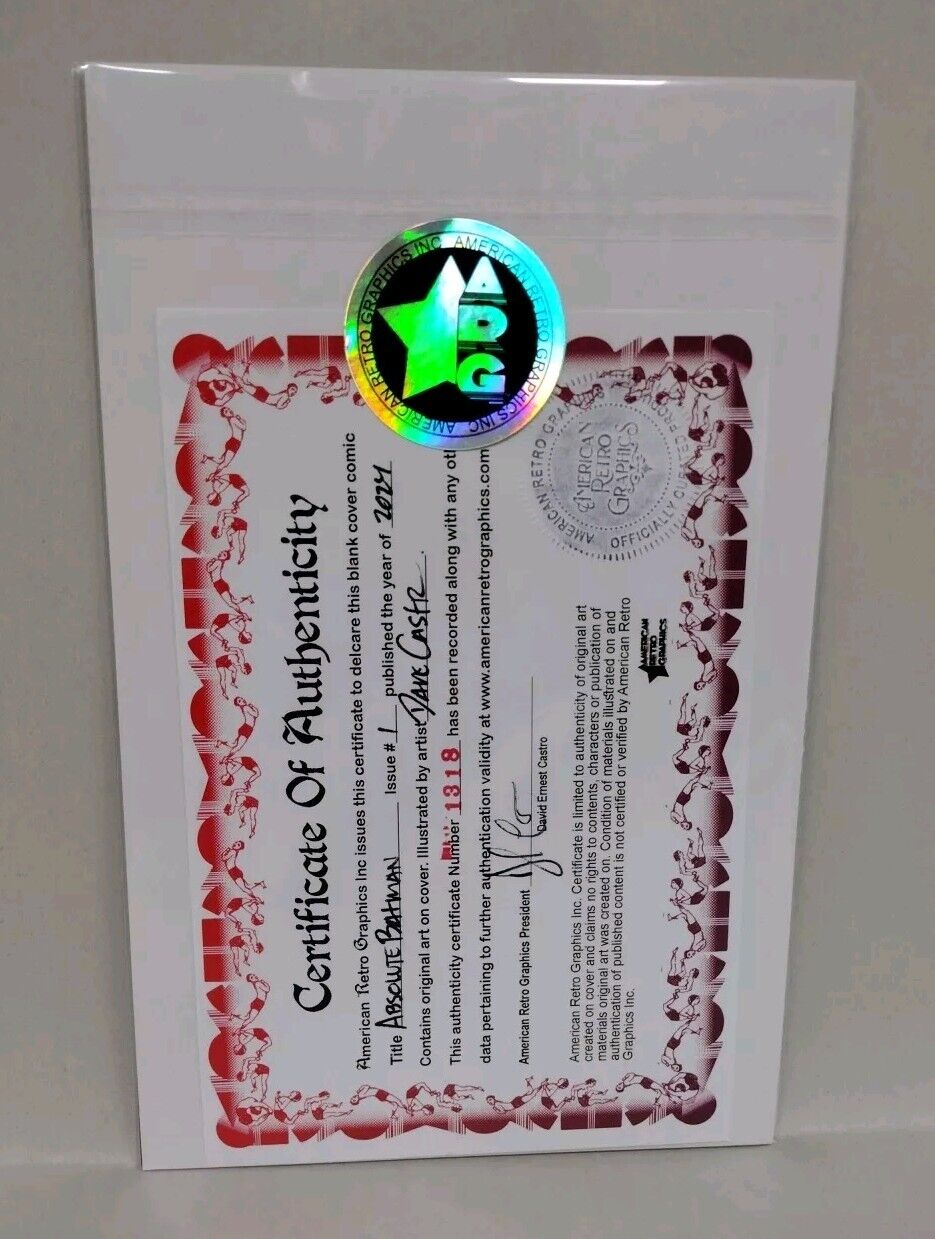 Certificate Of Authenticity
American Retro Graphics Inc issues this certificate to delcare this blank cover comic
Title ABSOLUTE BATMAN Issue # 1 published the year of 2024
Contains original art on cover. Illustrated by artist DAVE CASTR.
This authenticity certificate Number 1318 has been recorded along with any oth
data pertaining to further authentication validity at www.americanretrographics.com
American Retro Graphics President
David Ernest Castro
American Retro Graphics Inc. Certificate is limited to authenticity of original art
created on cover and claims no rights to contents, characters or publication of
materials original art was created on. Condition of materials illustrated on and
authentication of published content is not certified or verified by American Retro
Graphics Inc.
AMERICAN
RETRO
GRAPHICS
AMERICAN RETRO GRAPHICS INC AMERICAN RETRO GRAPHICS INC
ARG
AMERICAN
RETRO
GRAPHICS
AMERICAN RETRO GRAP
OFFICIALLY CURATED PROD